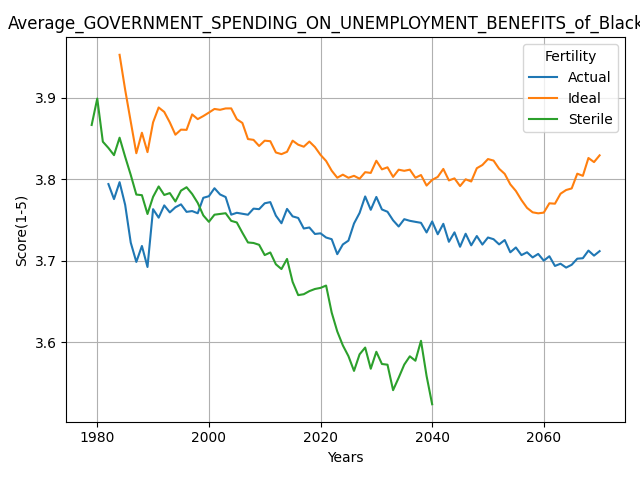 Average_GOVERNMENT_SPENDING_ON_UNEMPLOYMENT_BENEFITS_of_Black
Fertility
Actual
Ideal
Sterile
Score(1-5)
3.9
3.8
3.7
3.6
1980
2000
2020
2040
2060
Years